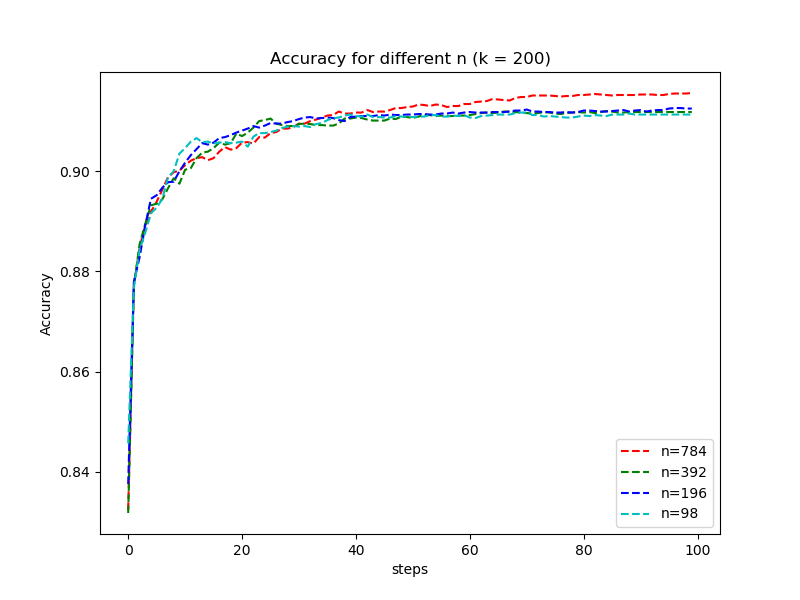 Accuracy for different n (k = 200)
Accuracy
0.90
0.88
0.86
0.84
0
20
40
60
80
100
steps
n=784
n=392
n=196
n=98